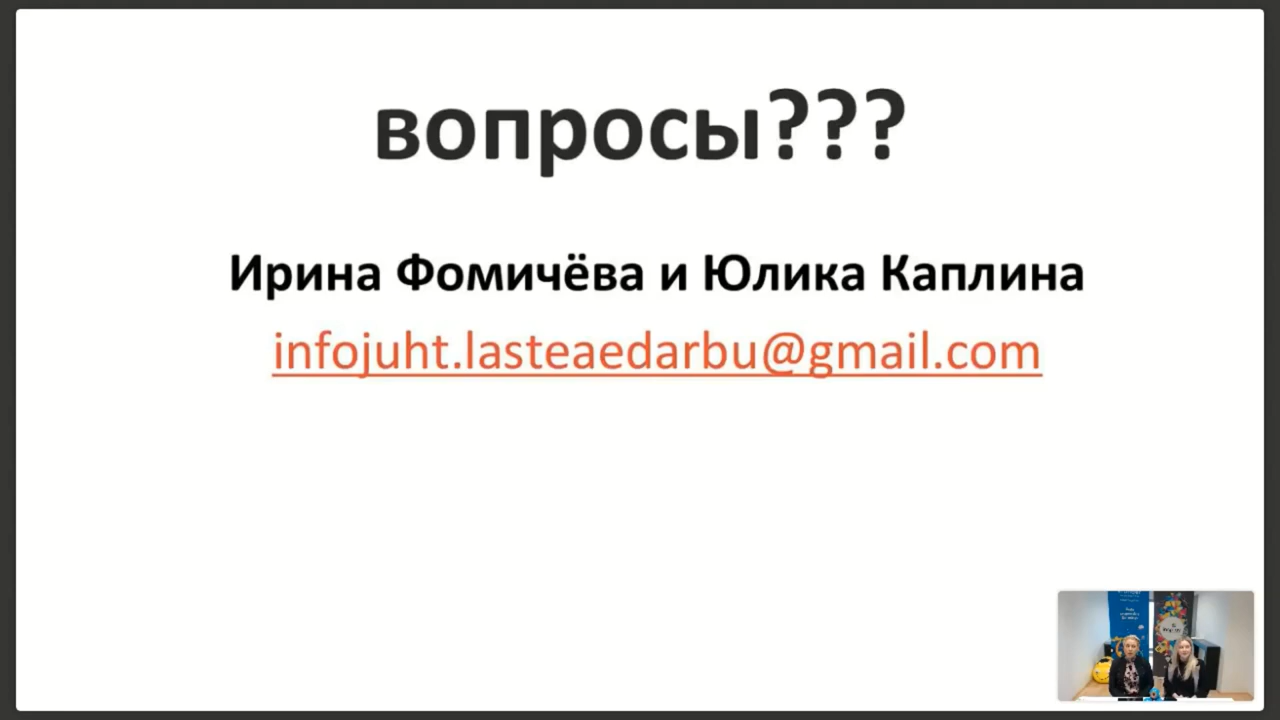 вопросы???
Ирина Фомичёва и Юлика Каплина
infojuht.lasteaedarbu@gmail.com